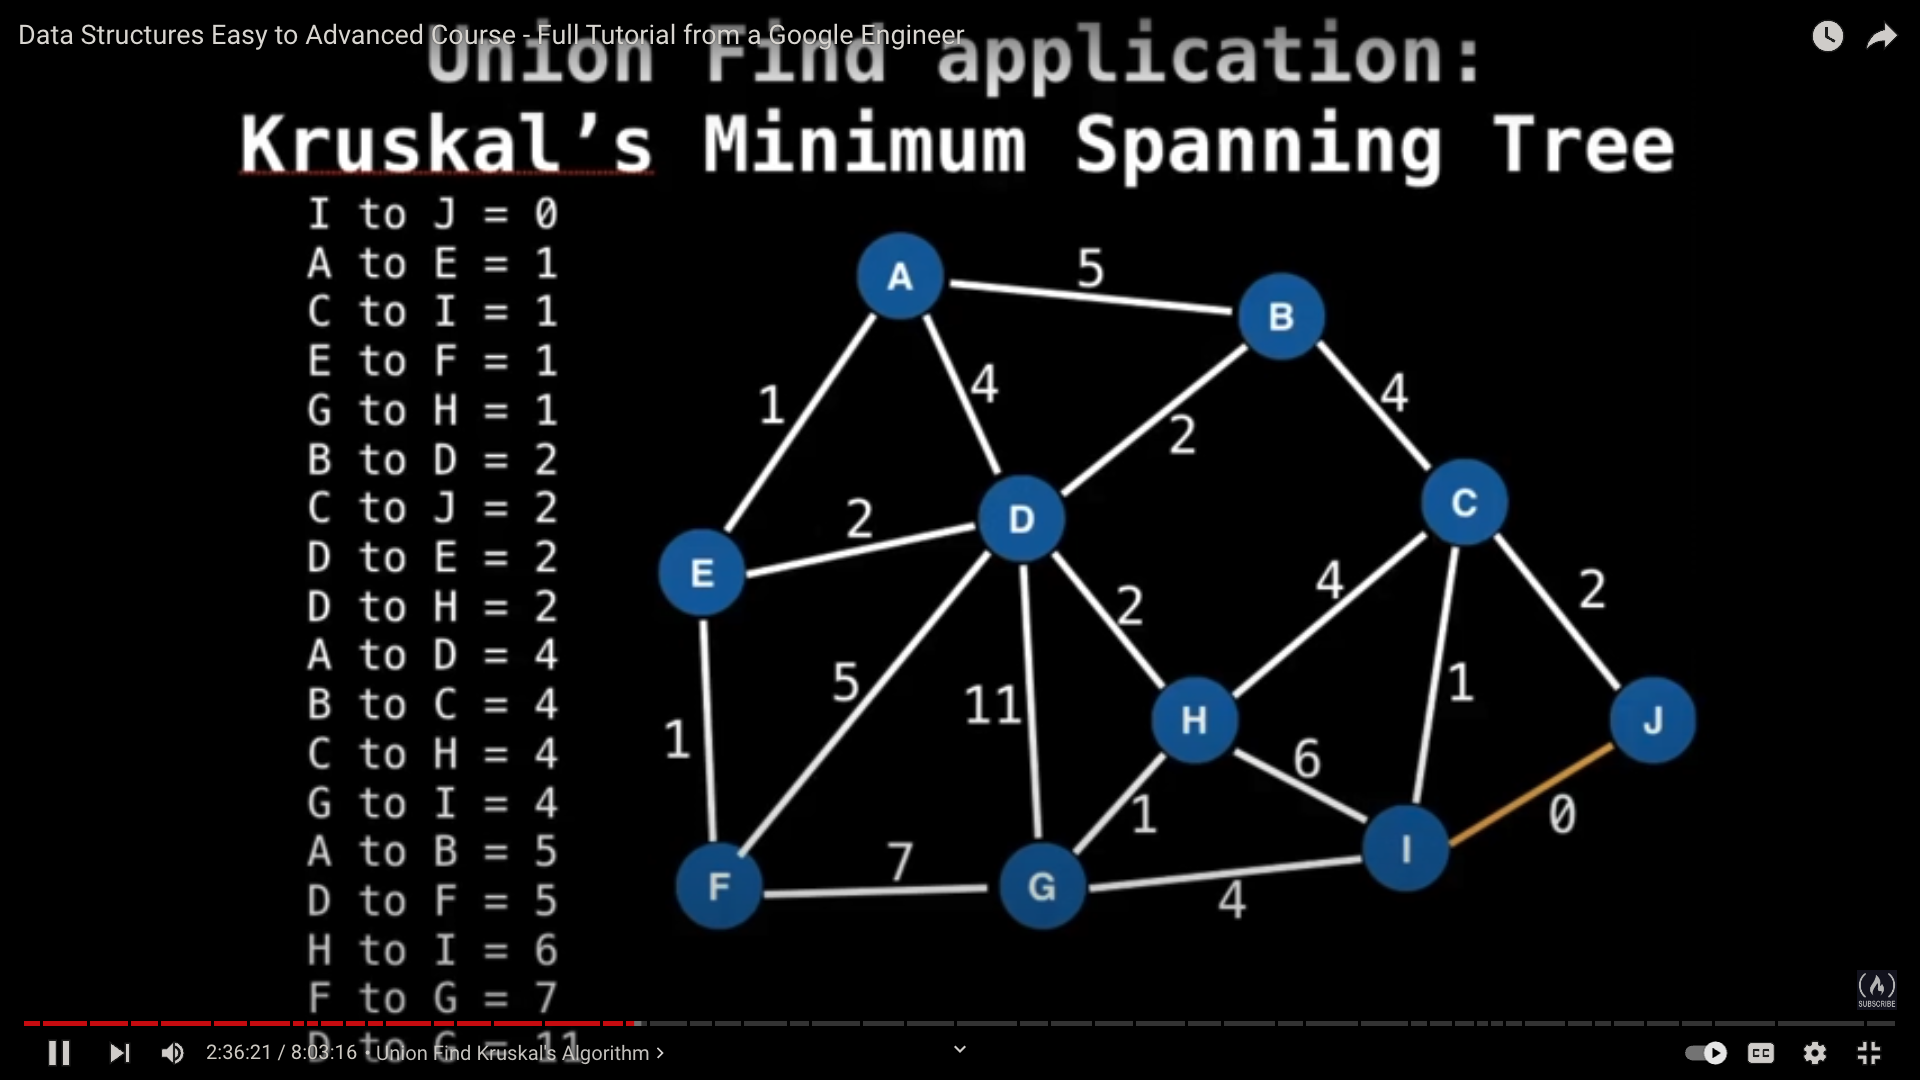 Data Structures Easy to Advanced Course - Full Tutorial from a Google Engineer
Union Find application:
Kruskal’s Minimum Spanning Tree
I to J = 0
A to E = 1
C to I = 1
E to F = 1
G to H = 1
B to D = 2
C to J = 2
D to E = 2
D to H = 2
A to D = 4
B to C = 4
C to H = 4
G to I = 4
A to B = 5
D to F = 5
H to I = 6
F to G = 7
D to G = 11
A
5
B
1
4
2
4
C
2
D
E
2
4
2
5
11
1
1
H
J
6
1
0
I
7
F
G
4
SUBSCRIBE
2:36:21 / 8:03:16 • Union Find Kruskal's Algorithm >
CC